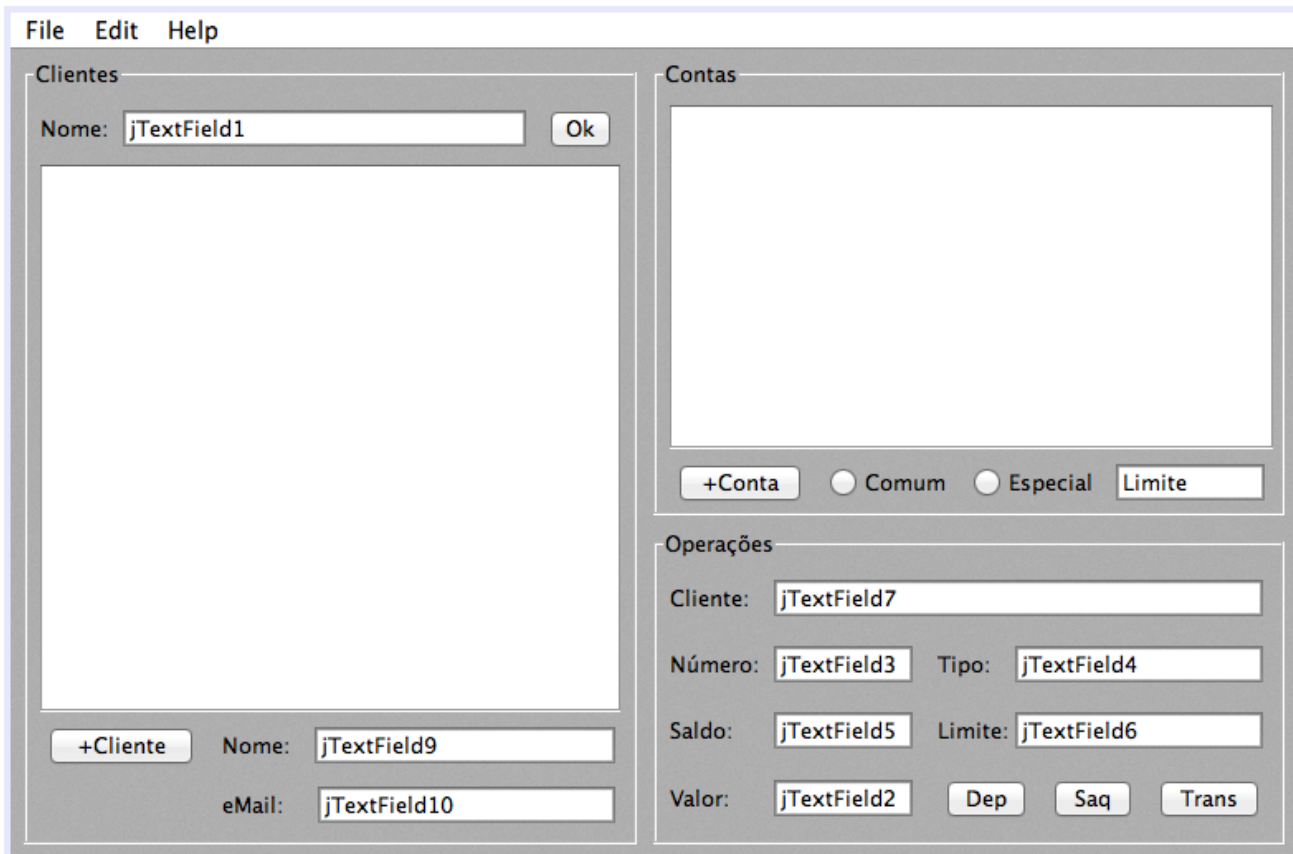 File Edit Help
Clientes
Nome: jTextField1 Ok
+Cliente Nome: jTextField9
eMail: jTextField10
Contas
+Conta Comum Especial Limite
Operações
Cliente: jTextField7
Número: jTextField3 Tipo: jTextField4
Saldo: jTextField5 Limite: jTextField6
Valor: jTextField2 Dep Saq Trans